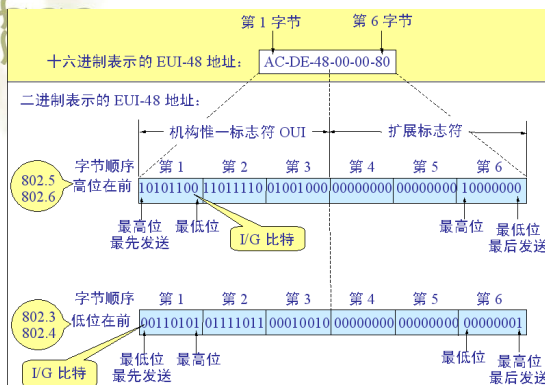 第 1 字节 第 6 字节
十六进制表示的 EUI-48 地址: AC-DE-48-00-00-80
二进制表示的 EUI-48 地址:
机构惟一标志符 OUI 扩展标志符
字节顺序 第 1 第 2 第 3 第 4 第 5 第 6
802.5
802.6
高位在前 10101100 11011110 01001000 00000000 00000000 10000000
最高位 最低位 最高位 最低位
最先发送 最后发送
I/G 比特
字节顺序 第 1 第 2 第 3 第 4 第 5 第 6
802.3
802.4
低位在前 00110101 01111011 00010010 00000000 00000000 00000001
最低位 最高位 最低位 最高位
最先发送 最后发送
I/G 比特